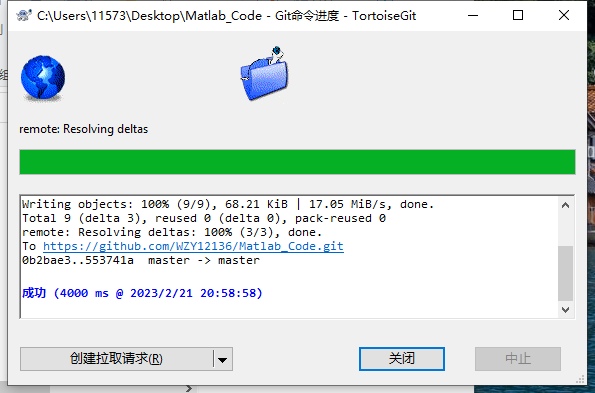 C:\Users\11573\Desktop\Matlab_Code - Git命令进度 - TortoiseGit
remote: Resolving deltas
Writing objects: 100% (9/9), 68.21 KiB | 17.05 MiB/s, done.
Total 9 (delta 3), reused 0 (delta 0), pack-reused 0
remote: Resolving deltas: 100% (3/3), done.
To https://github.com/WZY12136/Matlab_Code.git
0b2bae3..553741a  master -> master
成功 (4000 ms @ 2023/2/21 20:58:58)
创建拉取请求(R)
关闭
中止